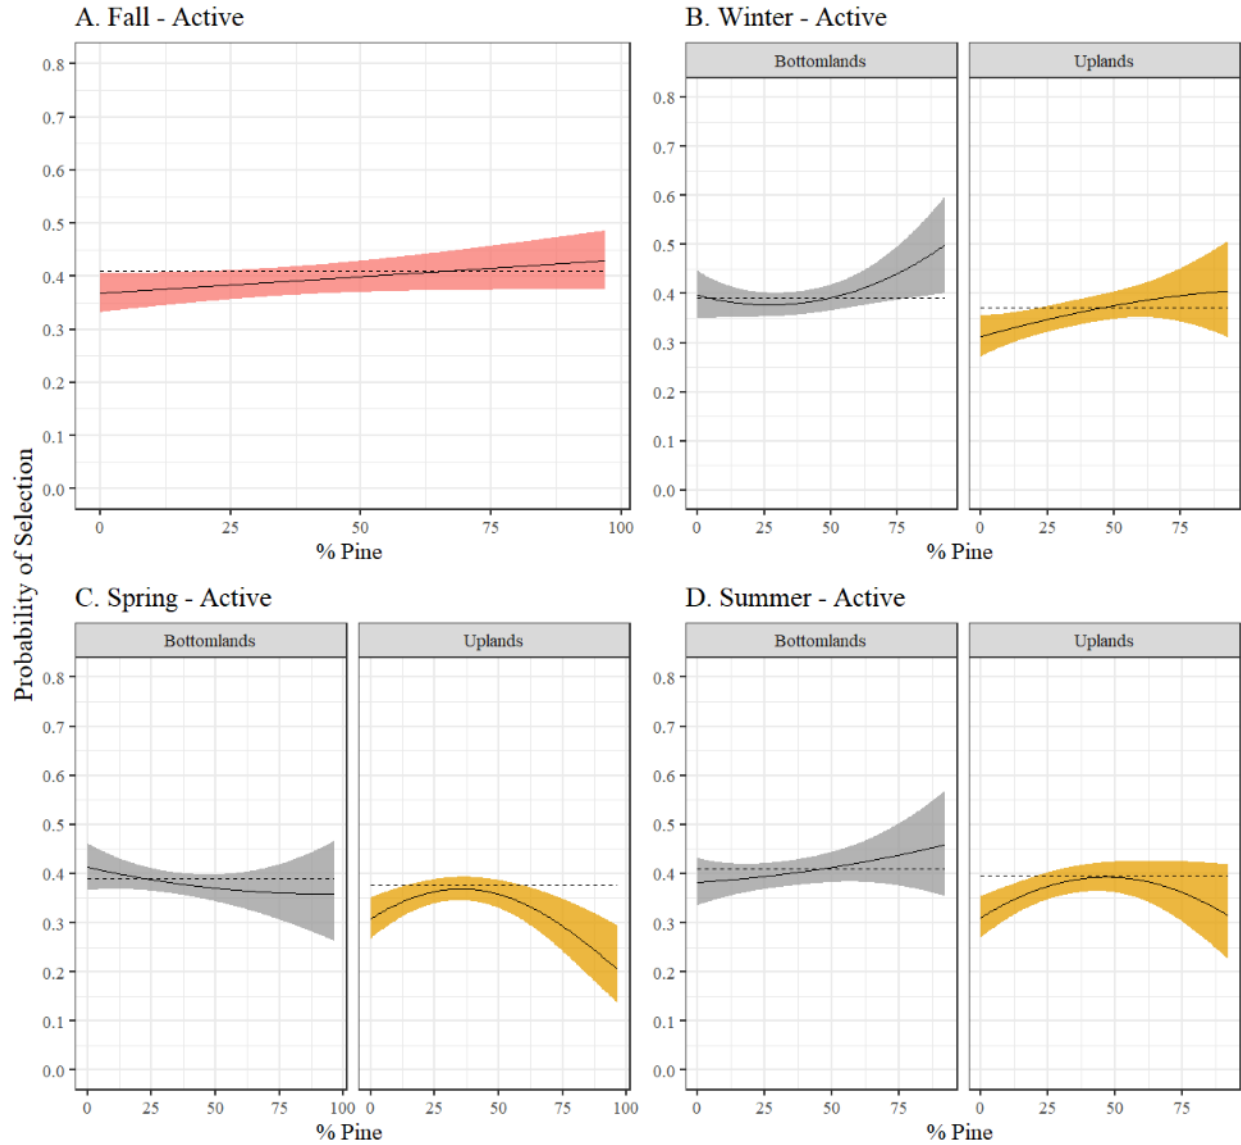 A. Fall - Active
0.8
0.7
0.6
0.5
0.4
0.3
0.2
0.1
0.0
0 25 50 75 100
% Pine
B. Winter - Active
Bottomlands Uplands
0.8
0.7
0.6
0.5
0.4
0.3
0.2
0.1
0.0
0 25 50 75 0 25 50 75
% Pine
Probability of Selection
C. Spring - Active
Bottomlands Uplands
0.8
0.7
0.6
0.5
0.4
0.3
0.2
0.1
0.0
0 25 50 75 100 0 25 50 75 100
% Pine
D. Summer - Active
Bottomlands Uplands
0.8
0.7
0.6
0.5
0.4
0.3
0.2
0.1
0.0
0 25 50 75 0 25 50 75
% Pine